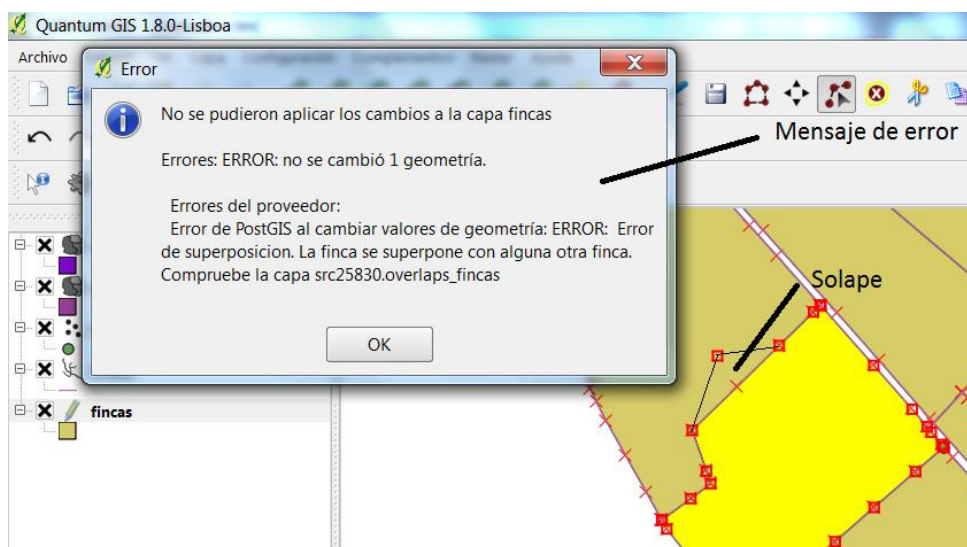 Quantum GIS 1.8.0-Lisboa
Archivo
Error
No se pudieron aplicar los cambios a la capa fincas
Errores: ERROR: no se cambió 1 geometría.
Errores del proveedor:
Error de PostGIS al cambiar valores de geometría: ERROR: Error
de superposicion. La finca se superpone con alguna otra finca.
Compruebe la capa src25830.overlaps_fincas
OK
Mensaje de error
Solape
fincas